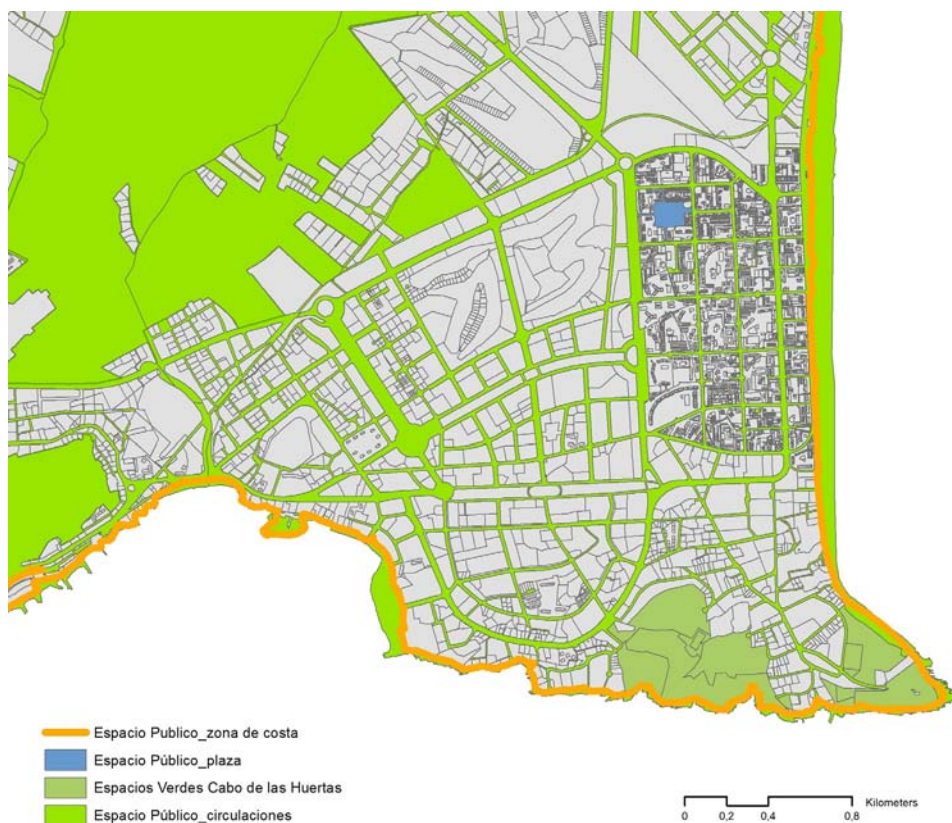 Espacio Publico_zona de costa
Espacio Público_plaza
Espacios Verdes Cabo de las Huertas
Espacio Público_circulaciones
Kilometers
0 0,2 0,4 0,8